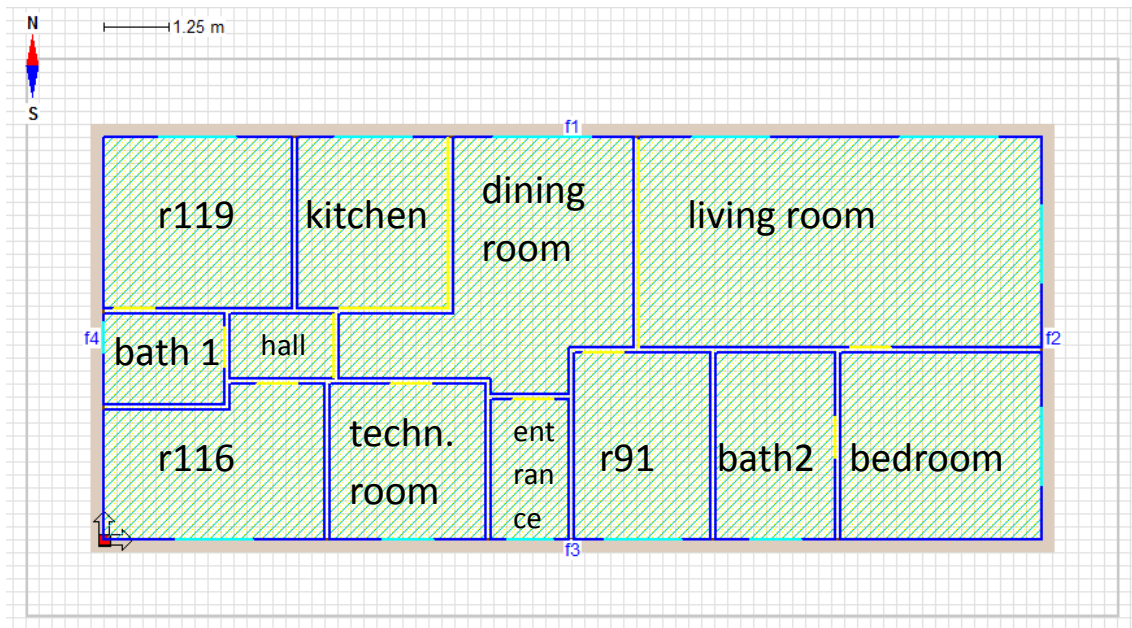 N
1.25 m
S
f1
r119
kitchen
dining
room
living room
f4
bath 1
hall
f2
r116
techn.
room
ent
ran
ce
r91
bath2
bedroom
f3